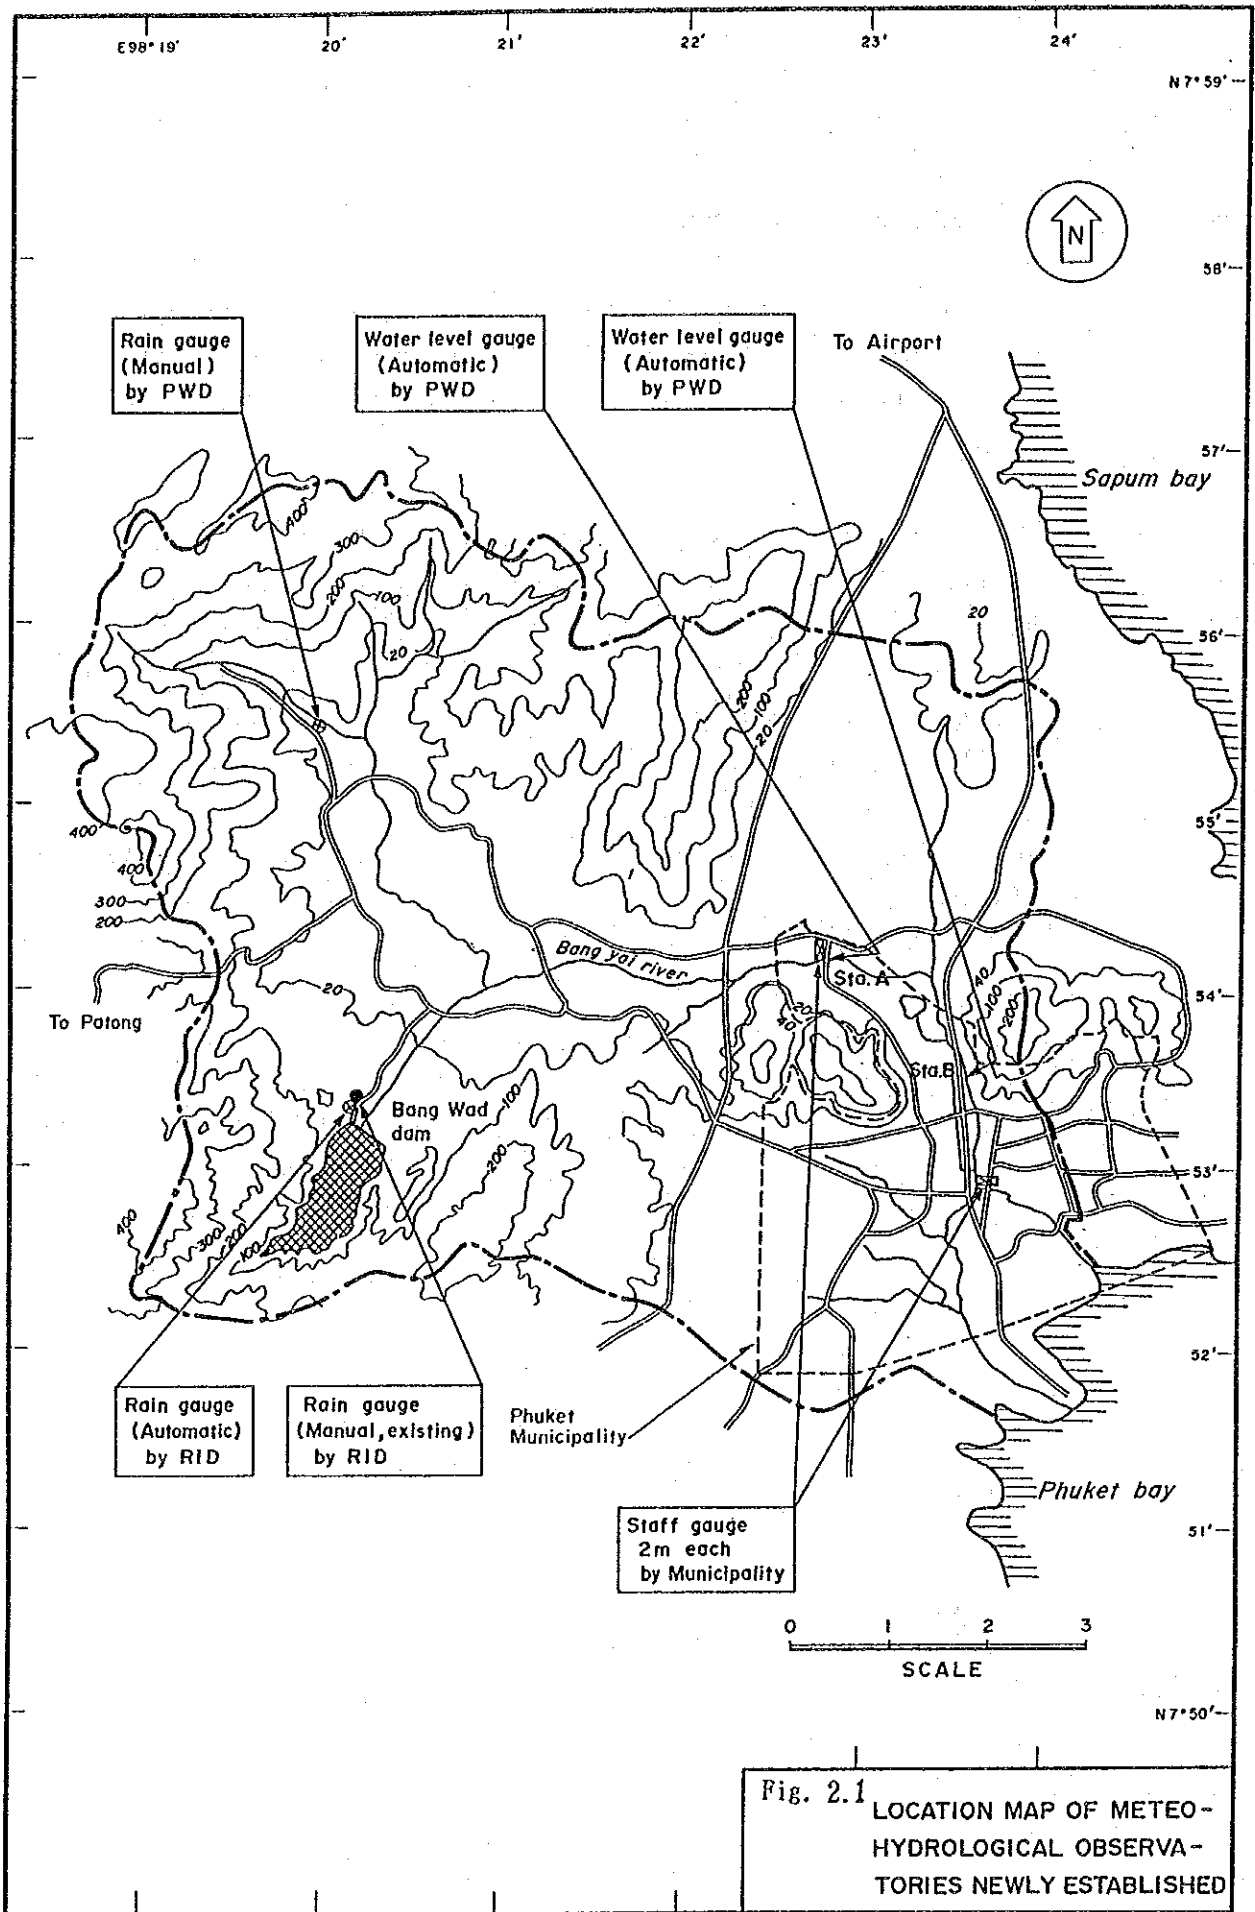 E98°19' 20' 21' 22' 23' 24'
N 7°59'
N
58'
Rain gauge
(Manual)
by PWD
Water level gauge
(Automatic)
by PWD
Water level gauge
(Automatic)
by PWD
To Airport
57'
Sapum bay
400
300
200
100
20
20
56'
200
100
20
55'
400
400
300
200
Bang yai river
Sta. A
40
100
200
54'
20
To Patong
20
40
Sta. B
Bang Wad
dam
100
200
53'
400
300
200
100
52'
Rain gauge
(Automatic)
by RID
Rain gauge
(Manual, existing)
by RID
Phuket
Municipality
Phuket bay
51'
Staff gauge
2m each
by Municipality
0 1 2 3
SCALE
N 7°50'
Fig. 2.1
LOCATION MAP OF METEO-
HYDROLOGICAL OBSERVA-
TORIES NEWLY ESTABLISHED